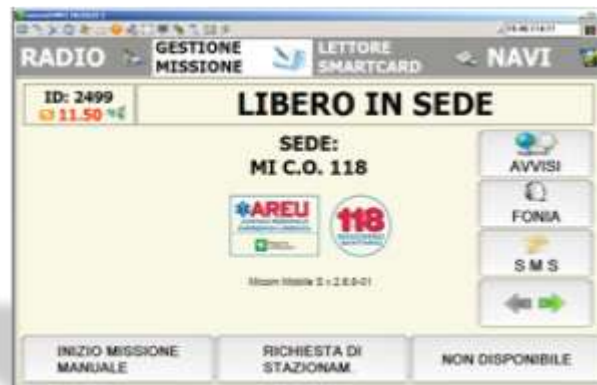 RADIO
GESTIONE
MISSIONE
LETTORE
SMARTCARD
NAVI
ID: 2499
11.50
LIBERO IN SEDE
SEDE:
MI C.O. 118
AREU
118
AVVISI
FONIA
SMS
INIZIO MISSIONE
MANUALE
RICHIESTA DI
STAZIONAM.
NON DISPONIBILE